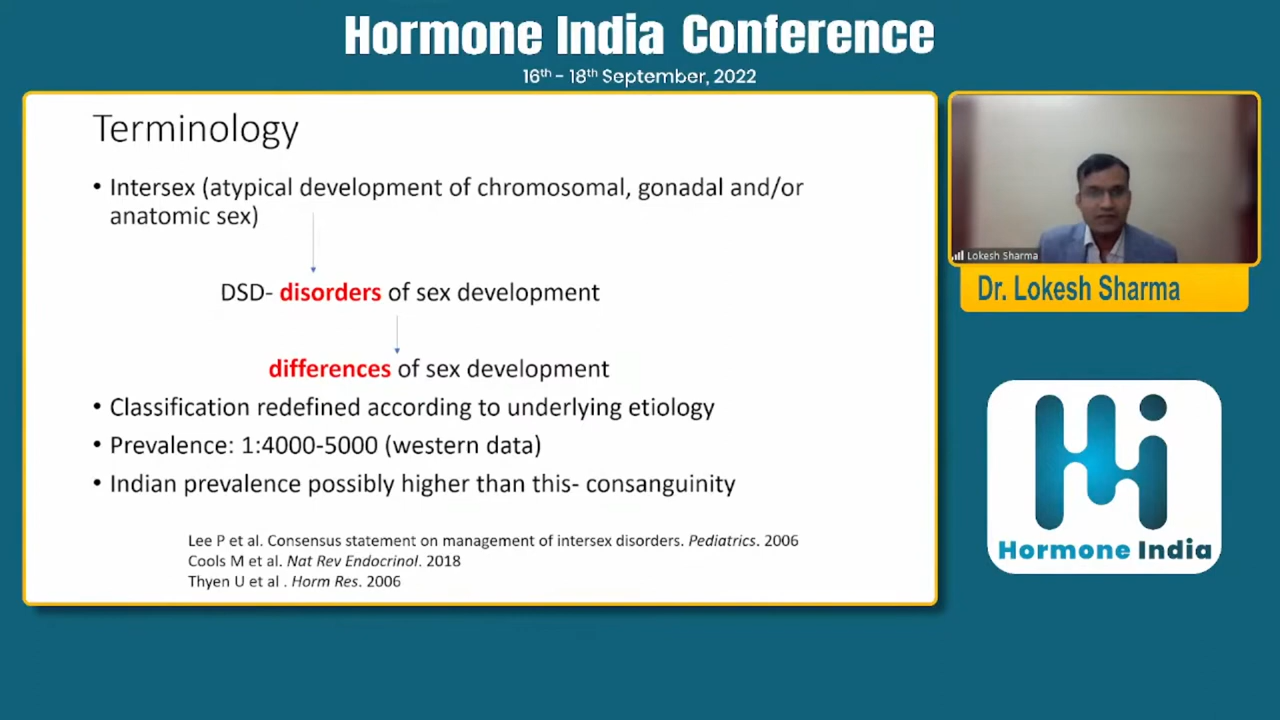 Hormone India Conference
16th - 18th September, 2022
Terminology
• Intersex (atypical development of chromosomal, gonadal and/or
anatomic sex)
DSD- disorders of sex development
differences of sex development
• Classification redefined according to underlying etiology
• Prevalence: 1:4000-5000 (western data)
• Indian prevalence possibly higher than this- consanguinity
Lee P et al. Consensus statement on management of intersex disorders. Pediatrics. 2006
Cools M et al. Nat Rev Endocrinol. 2018
Thyen U et al . Horm Res. 2006
Lokesh Sharma
Dr. Lokesh Sharma
Hi
Hormone India